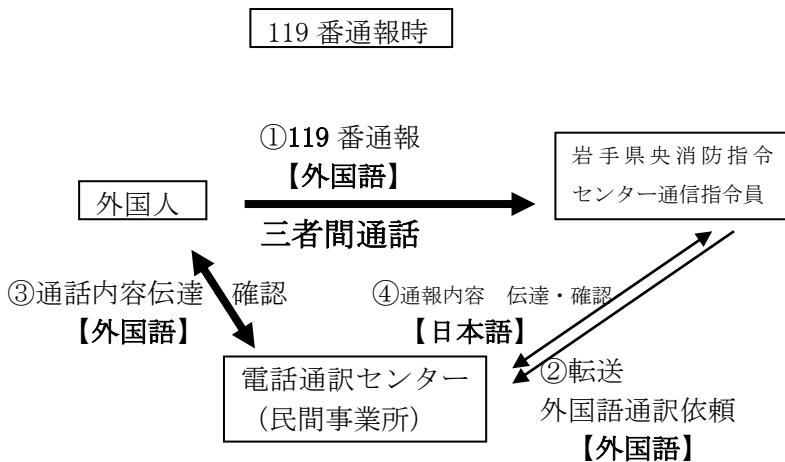 119 番通報時
①119 番通報
【外国語】
岩手県央消防指令
センター通信指令員
外国人
三者間通話
③通話内容伝達　確認
【外国語】
④通報内容　伝達・確認
【日本語】
電話通訳センター
（民間事業所）
②転送
外国語通訳依頼
【外国語】